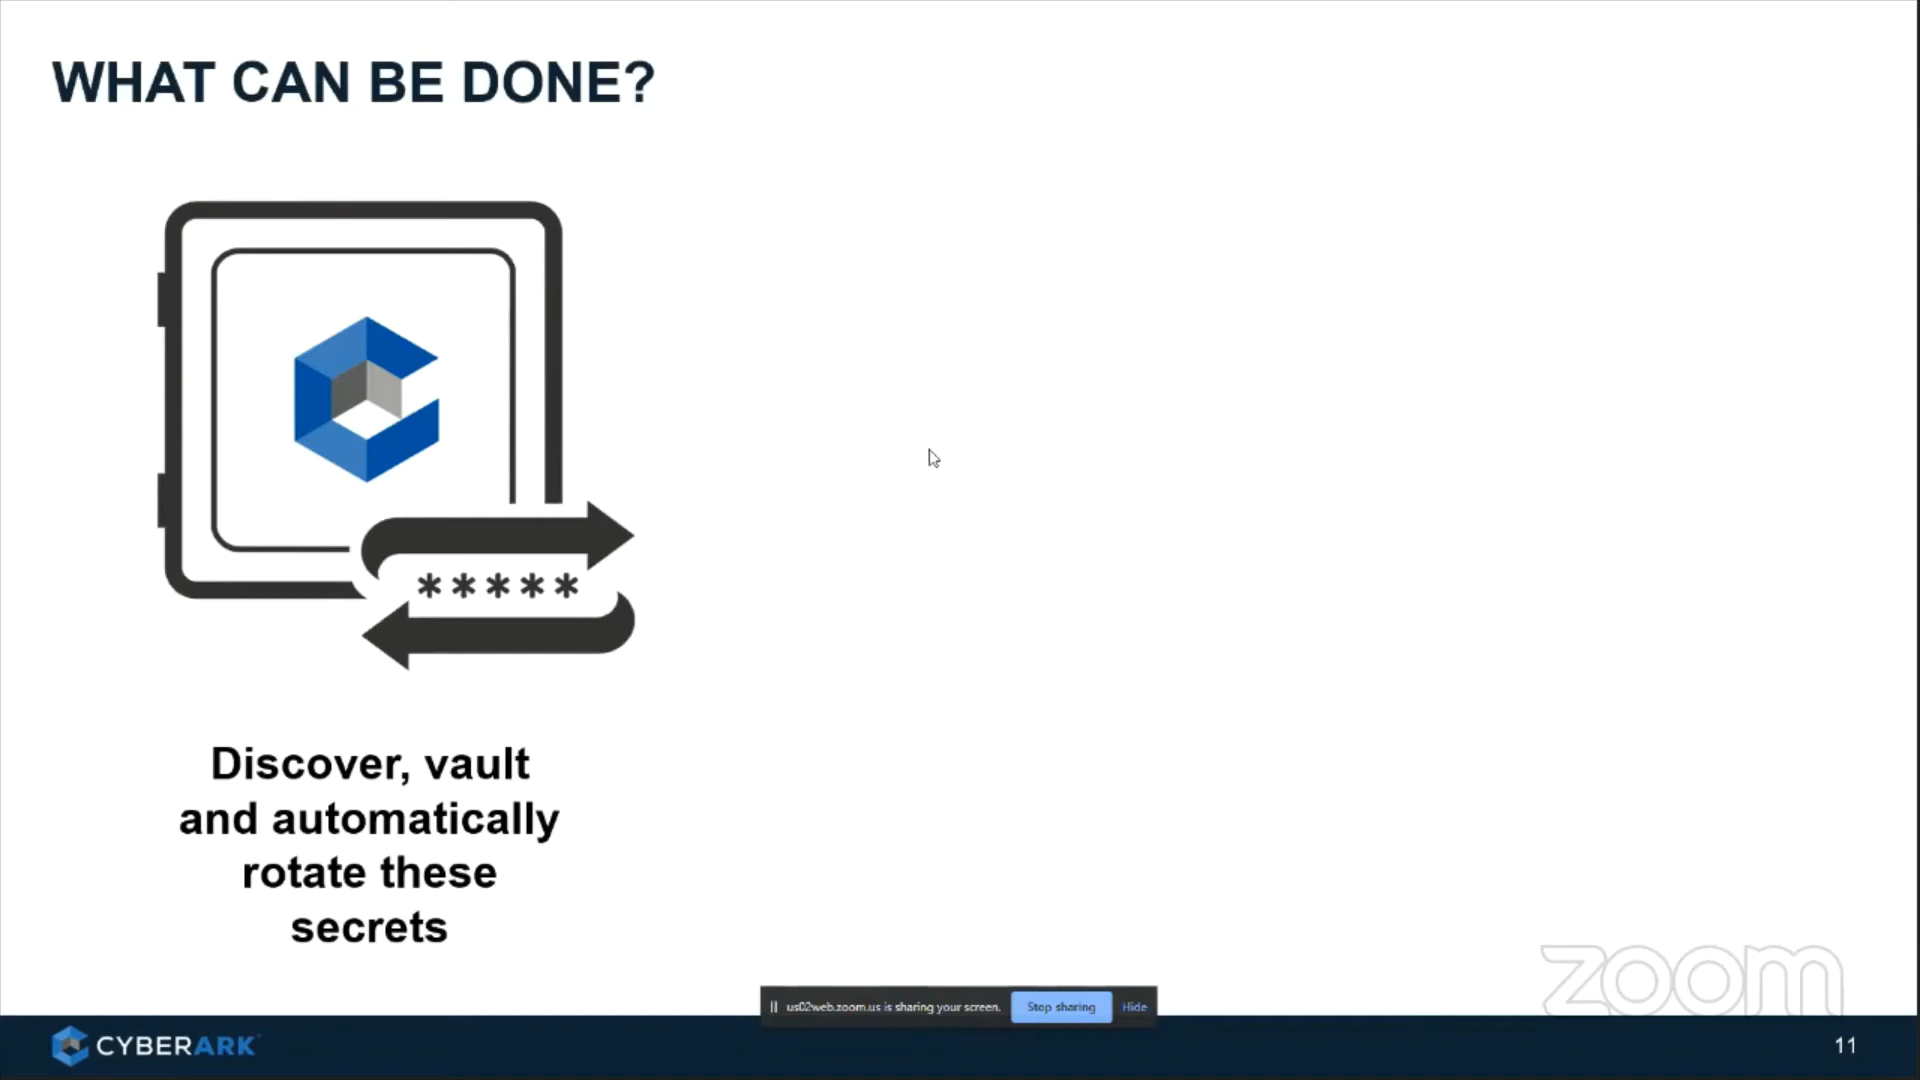 WHAT CAN BE DONE?
*****
Discover, vault
and automatically
rotate these
secrets
zoom
us02web.zoom.us is sharing your screen. Stop sharing Hide
CYBERARK
11